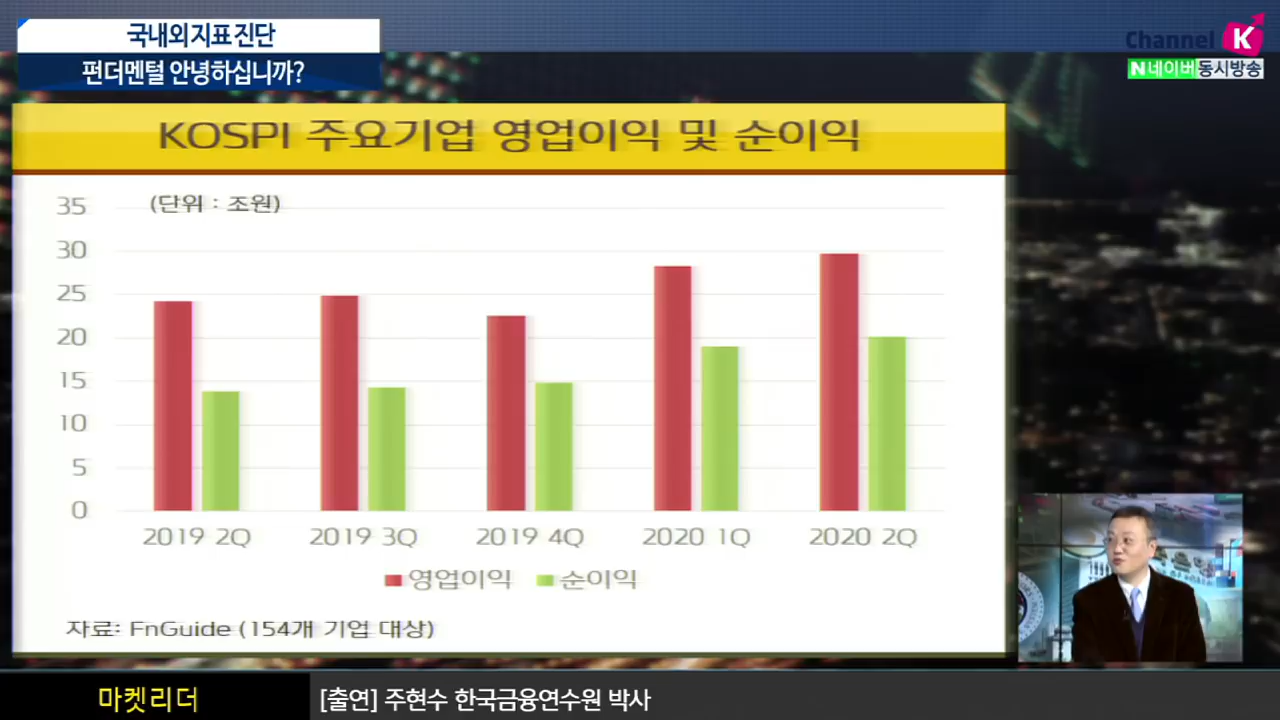 국내외지표진단
펀더멘털 안녕하십니까?
Channel K
N네이버동시방송
KOSPI 주요기업 영업이익 및 순이익
(단위 : 조원)
35
30
25
20
15
10
5
0
2019 2Q 2019 3Q 2019 4Q 2020 1Q 2020 2Q
영업이익 순이익
자료: FnGuide (154개 기업 대상)
마켓리더 [출연] 주현수 한국금융연수원 박사